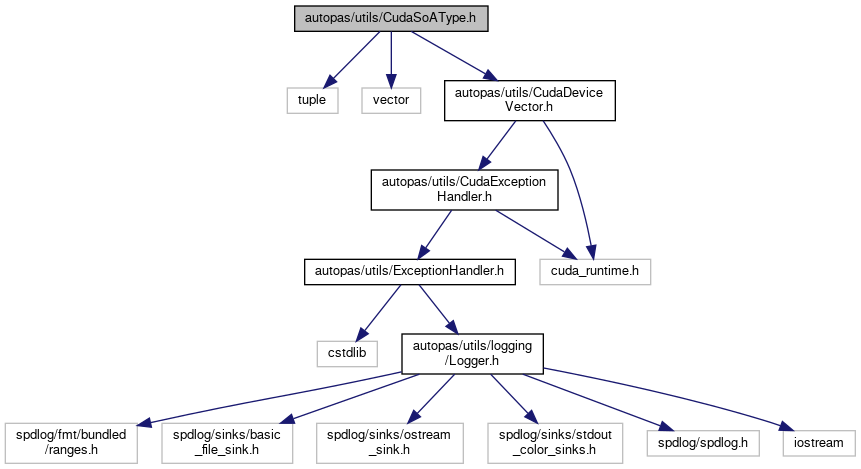 autopas/utils/CudaSoAType.h
tuple
vector
autopas/utils/CudaDevice
Vector.h
autopas/utils/CudaException
Handler.h
autopas/utils/ExceptionHandler.h
cuda_runtime.h
cstdlib
autopas/utils/logging
/Logger.h
spdlog/fmt/bundled
/ranges.h
spdlog/sinks/basic
_file_sink.h
spdlog/sinks/ostream
_sink.h
spdlog/sinks/stdout
_color_sinks.h
spdlog/spdlog.h
iostream